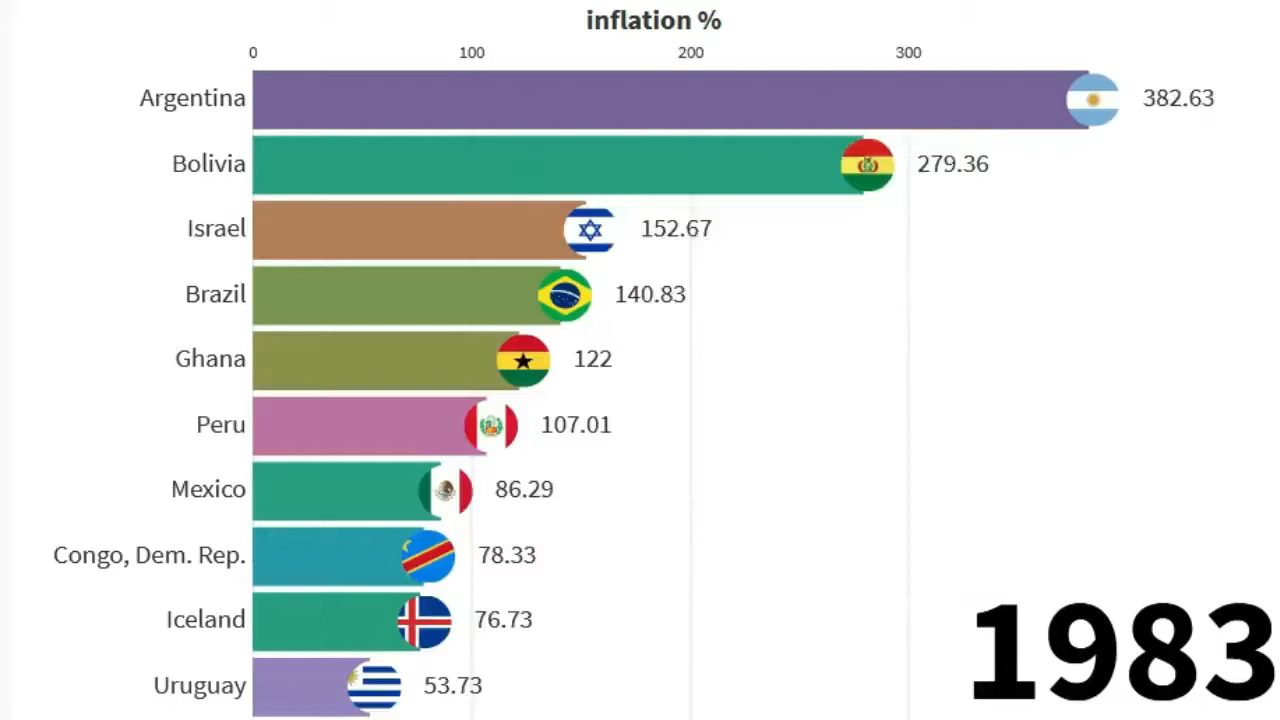 inflation %
0 100 200 300
Argentina 382.63
Bolivia 279.36
Israel 152.67
Brazil 140.83
Ghana 122
Peru 107.01
Mexico 86.29
Congo, Dem. Rep. 78.33
Iceland 76.73
Uruguay 53.73
1983